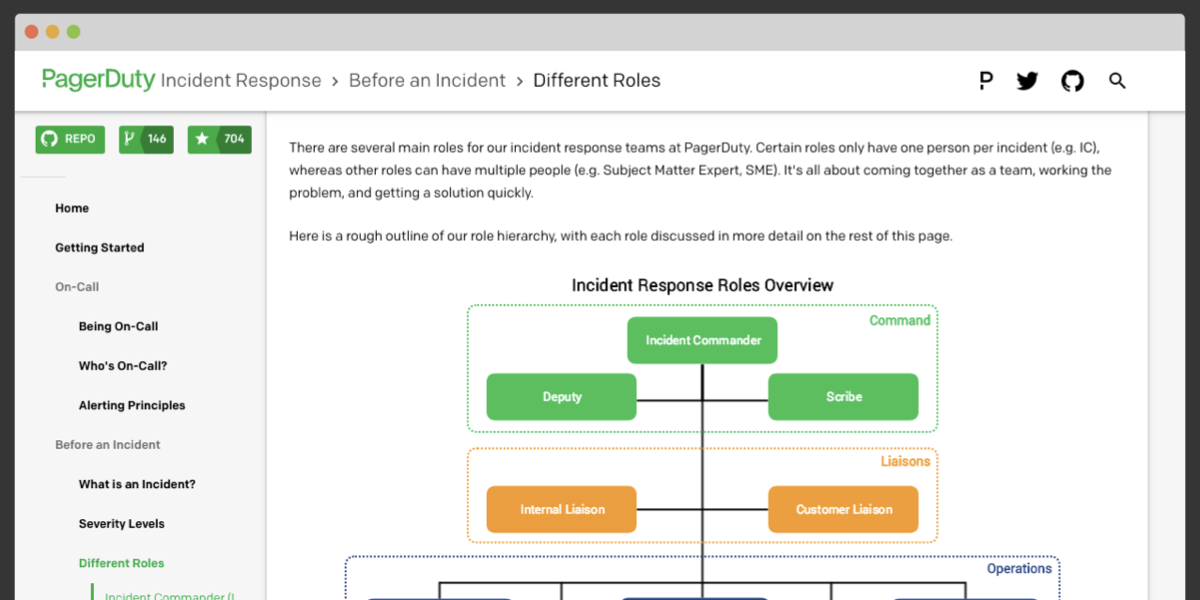 PagerDuty Incident Response › Before an Incident › Different Roles
REPO
146
704
Home
Getting Started
On-Call
Being On-Call
Who's On-Call?
Alerting Principles
Before an Incident
What is an Incident?
Severity Levels
Different Roles
Incident Commander (I
There are several main roles for our incident response teams at PagerDuty. Certain roles only have one person per incident (e.g. IC),
whereas other roles can have multiple people (e.g. Subject Matter Expert, SME). It's all about coming together as a team, working the
problem, and getting a solution quickly.
Here is a rough outline of our role hierarchy, with each role discussed in more detail on the rest of this page.
Incident Response Roles Overview
Command
Incident Commander
Deputy
Scribe
Liaisons
Internal Liaison
Customer Liaison
Operations